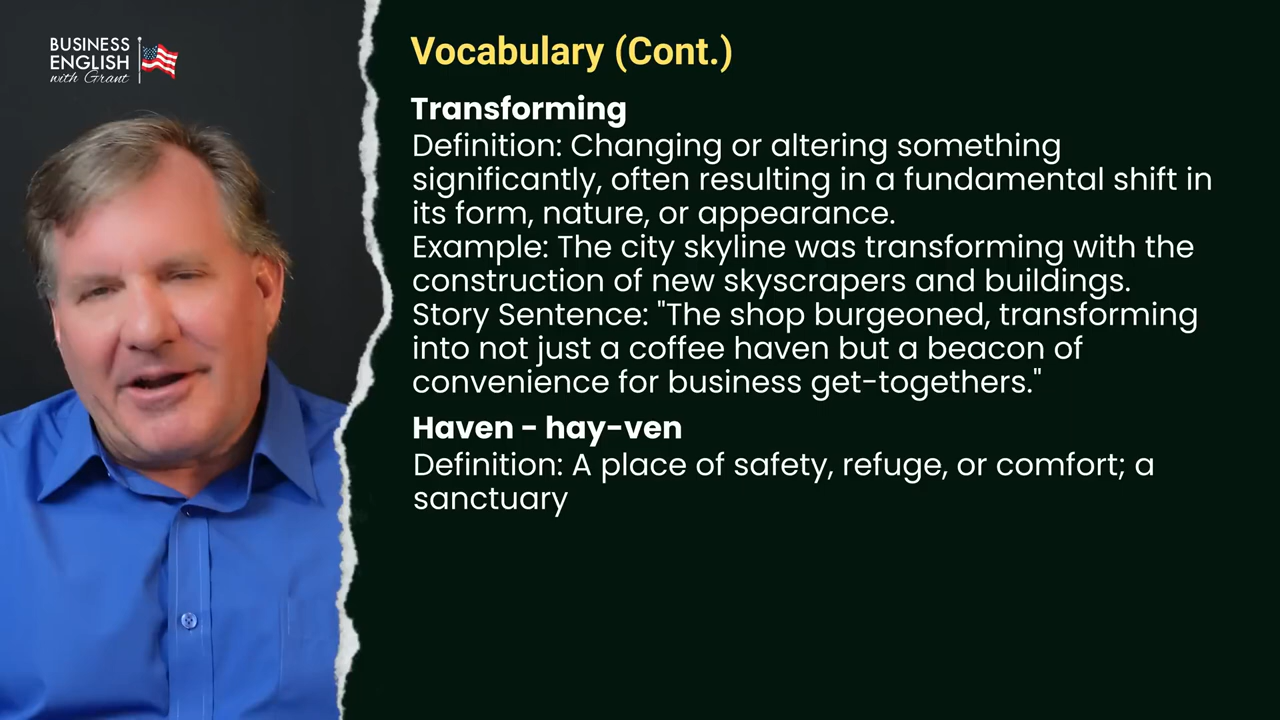 BUSINESS
ENGLISH
with Grant
Vocabulary (Cont.)
Transforming
Definition: Changing or altering something
significantly, often resulting in a fundamental shift in
its form, nature, or appearance.
Example: The city skyline was transforming with the
construction of new skyscrapers and buildings.
Story Sentence: "The shop burgeoned, transforming
into not just a coffee haven but a beacon of
convenience for business get-togethers."
Haven - hay-ven
Definition: A place of safety, refuge, or comfort; a
sanctuary